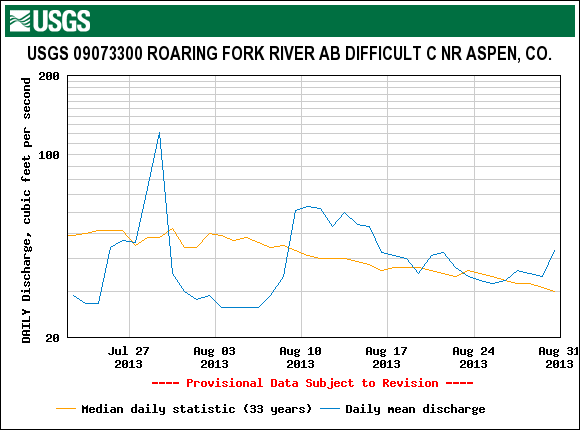 USGS
USGS 09073300 ROARING FORK RIVER AB DIFFICULT C NR ASPEN, CO.
DAILY Discharge, cubic feet per second
200
100
20
Jul 27 2013
Aug 03 2013
Aug 10 2013
Aug 17 2013
Aug 24 2013
Aug 31 2013
---- Provisional Data Subject to Revision ----
Median daily statistic (33 years)
Daily mean discharge